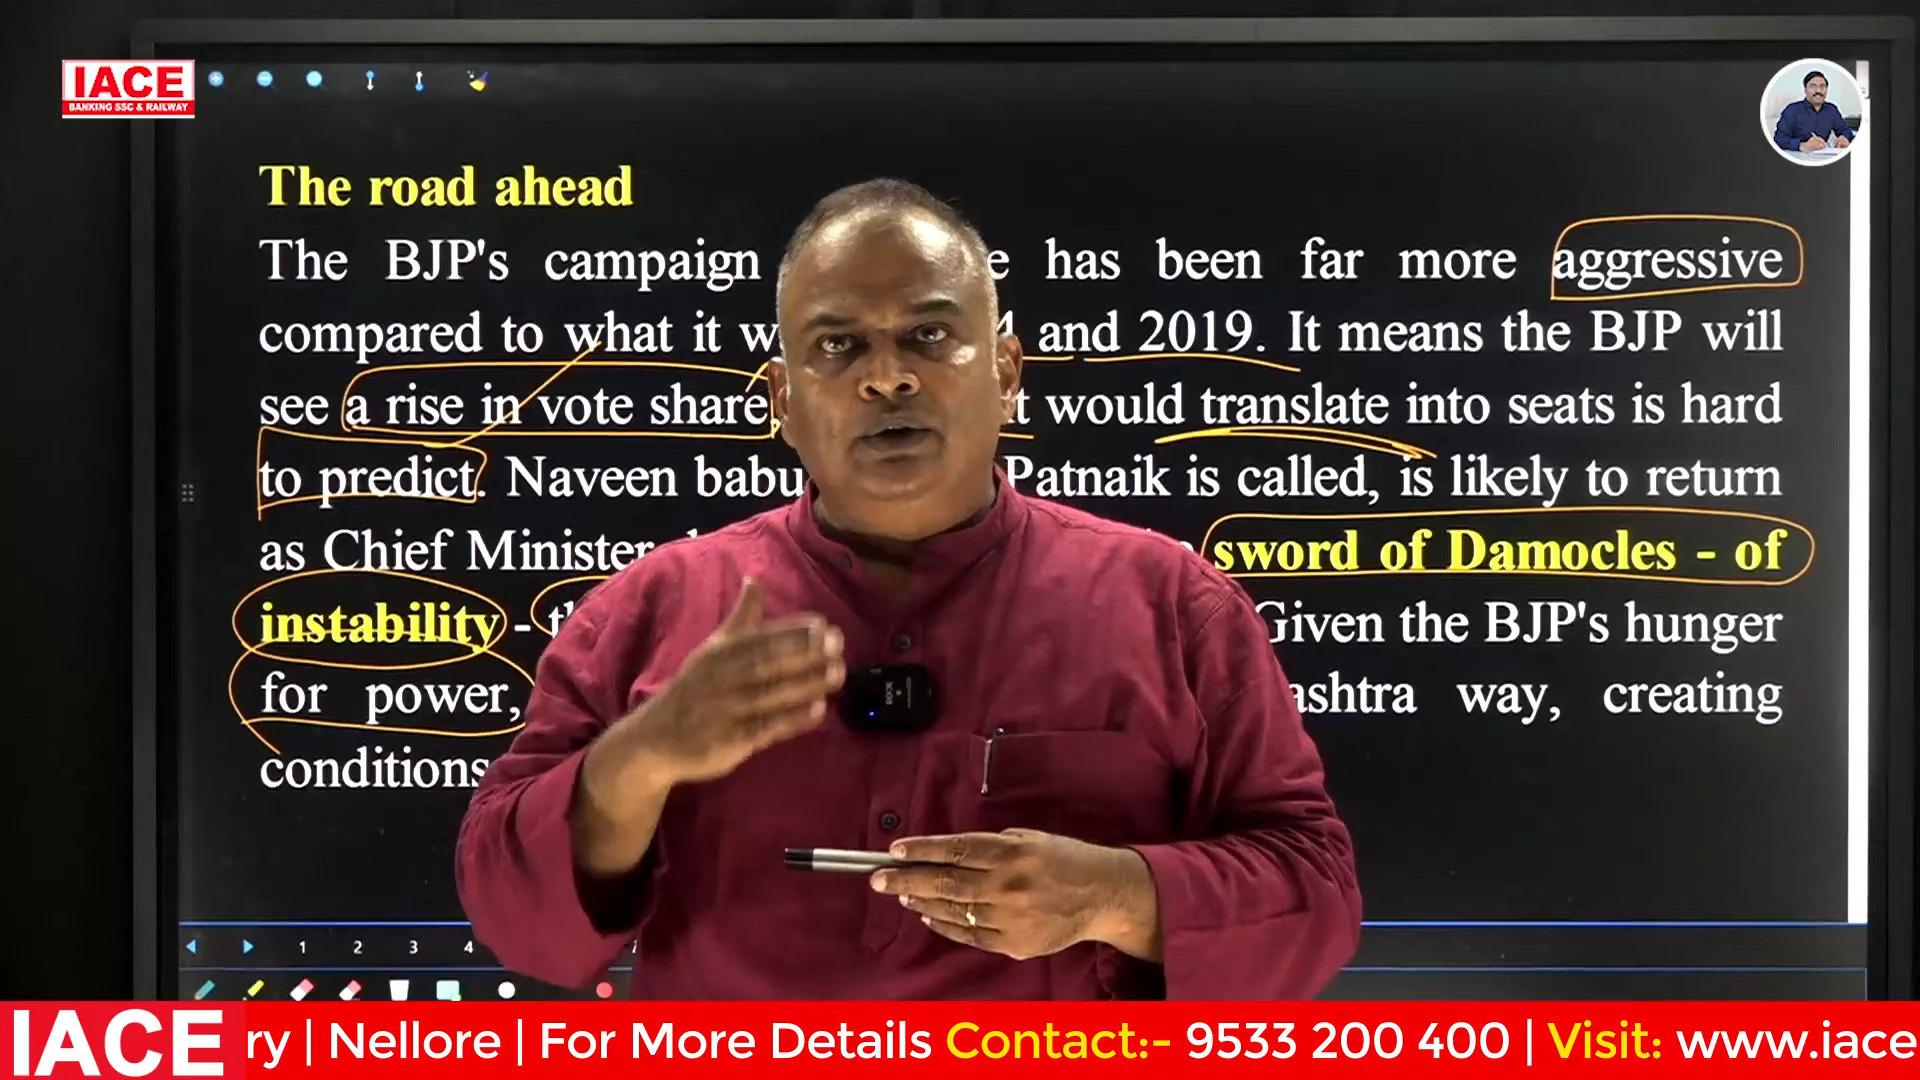 IACE
BANKING SSC & RAILWAY
The road ahead
The BJP's campaign has been far more aggressive
compared to what it and 2019. It means the BJP will
see a rise in vote share, would translate into seats is hard
to predict. Naveen babu Patnaik is called, is likely to return
as Chief Minister sword of Damocles - of
instability - Given the BJP's hunger
for power, way, creating
conditions
1 2 3 4
IACE ry | Nellore | For More Details Contact:- 9533 200 400 | Visit: www.iace